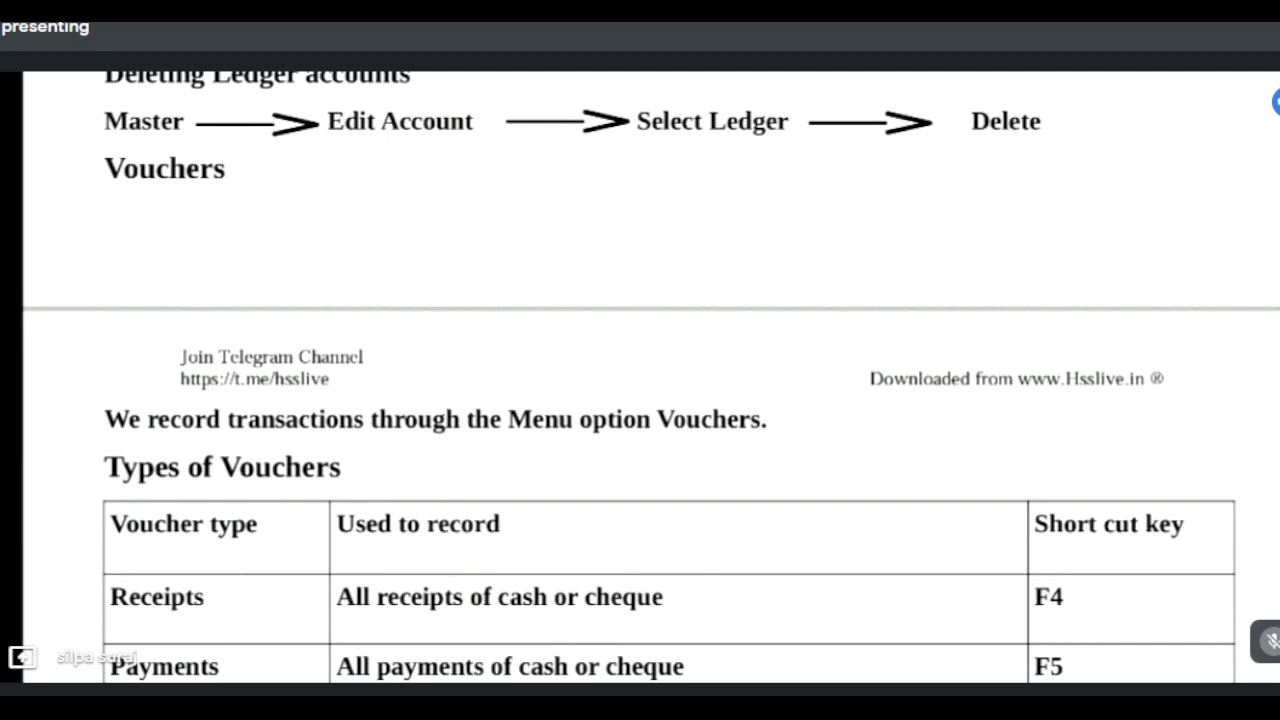 presenting
Deleting Ledger accounts
Master Edit Account Select Ledger Delete
Vouchers
Join Telegram Channel
https://t.me/hsslive
Downloaded from www.Hsslive.in ®
We record transactions through the Menu option Vouchers.
Types of Vouchers
Voucher type Used to record Short cut key
Receipts All receipts of cash or cheque F4
silpa suraj
Payments All payments of cash or cheque F5